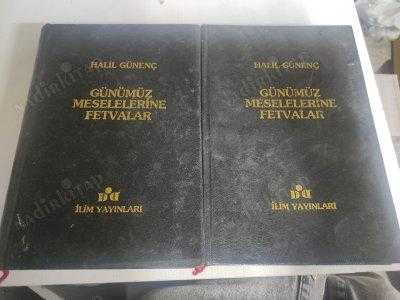 HALİL GÜNENÇ
GÜNÜMÜZ
MESELELERİNE
FETVALAR
İLİM YAYINLARI
HALİL GÜNENÇ
GÜNÜMÜZ
MESELELERİNE
FETVALAR
İLİM YAYINLARI